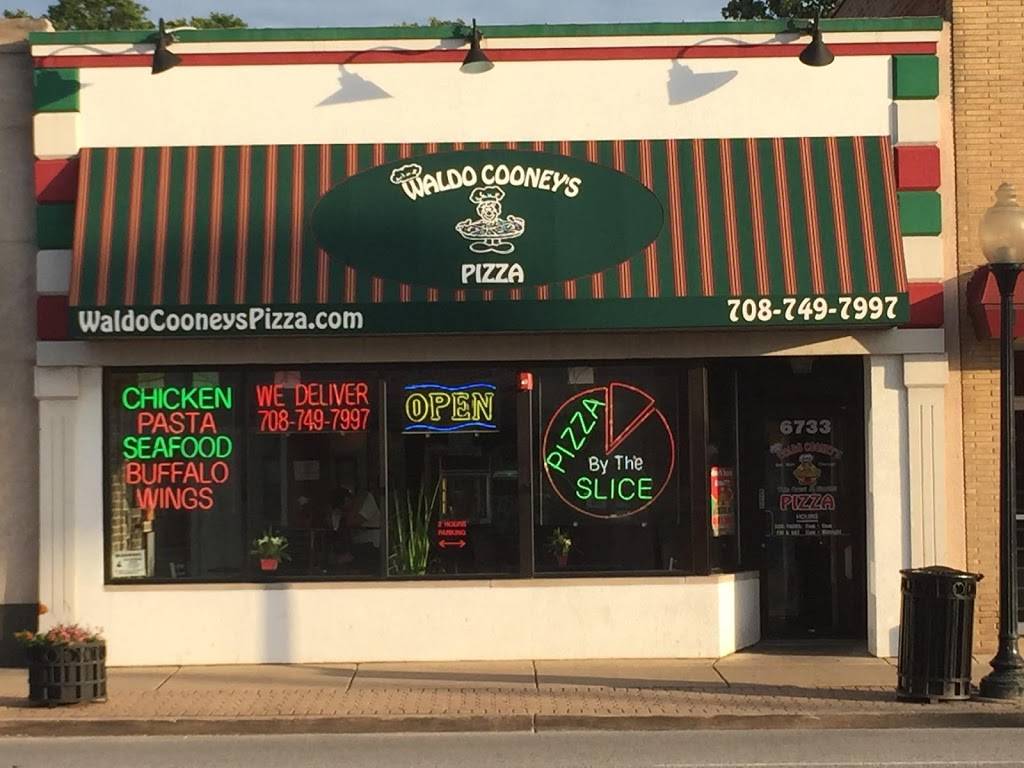 WALDO COONEY'S
PIZZA
WaldoCooneysPizza.com
708-749-7997
CHICKEN
PASTA
SEAFOOD
BUFFALO
WINGS
WE DELIVER
708-749-7997
OPEN
PIZZA
By The
SLICE
2 HOURS
PARKING
6733
WALDO COONEY'S
PIZZA
HOURS